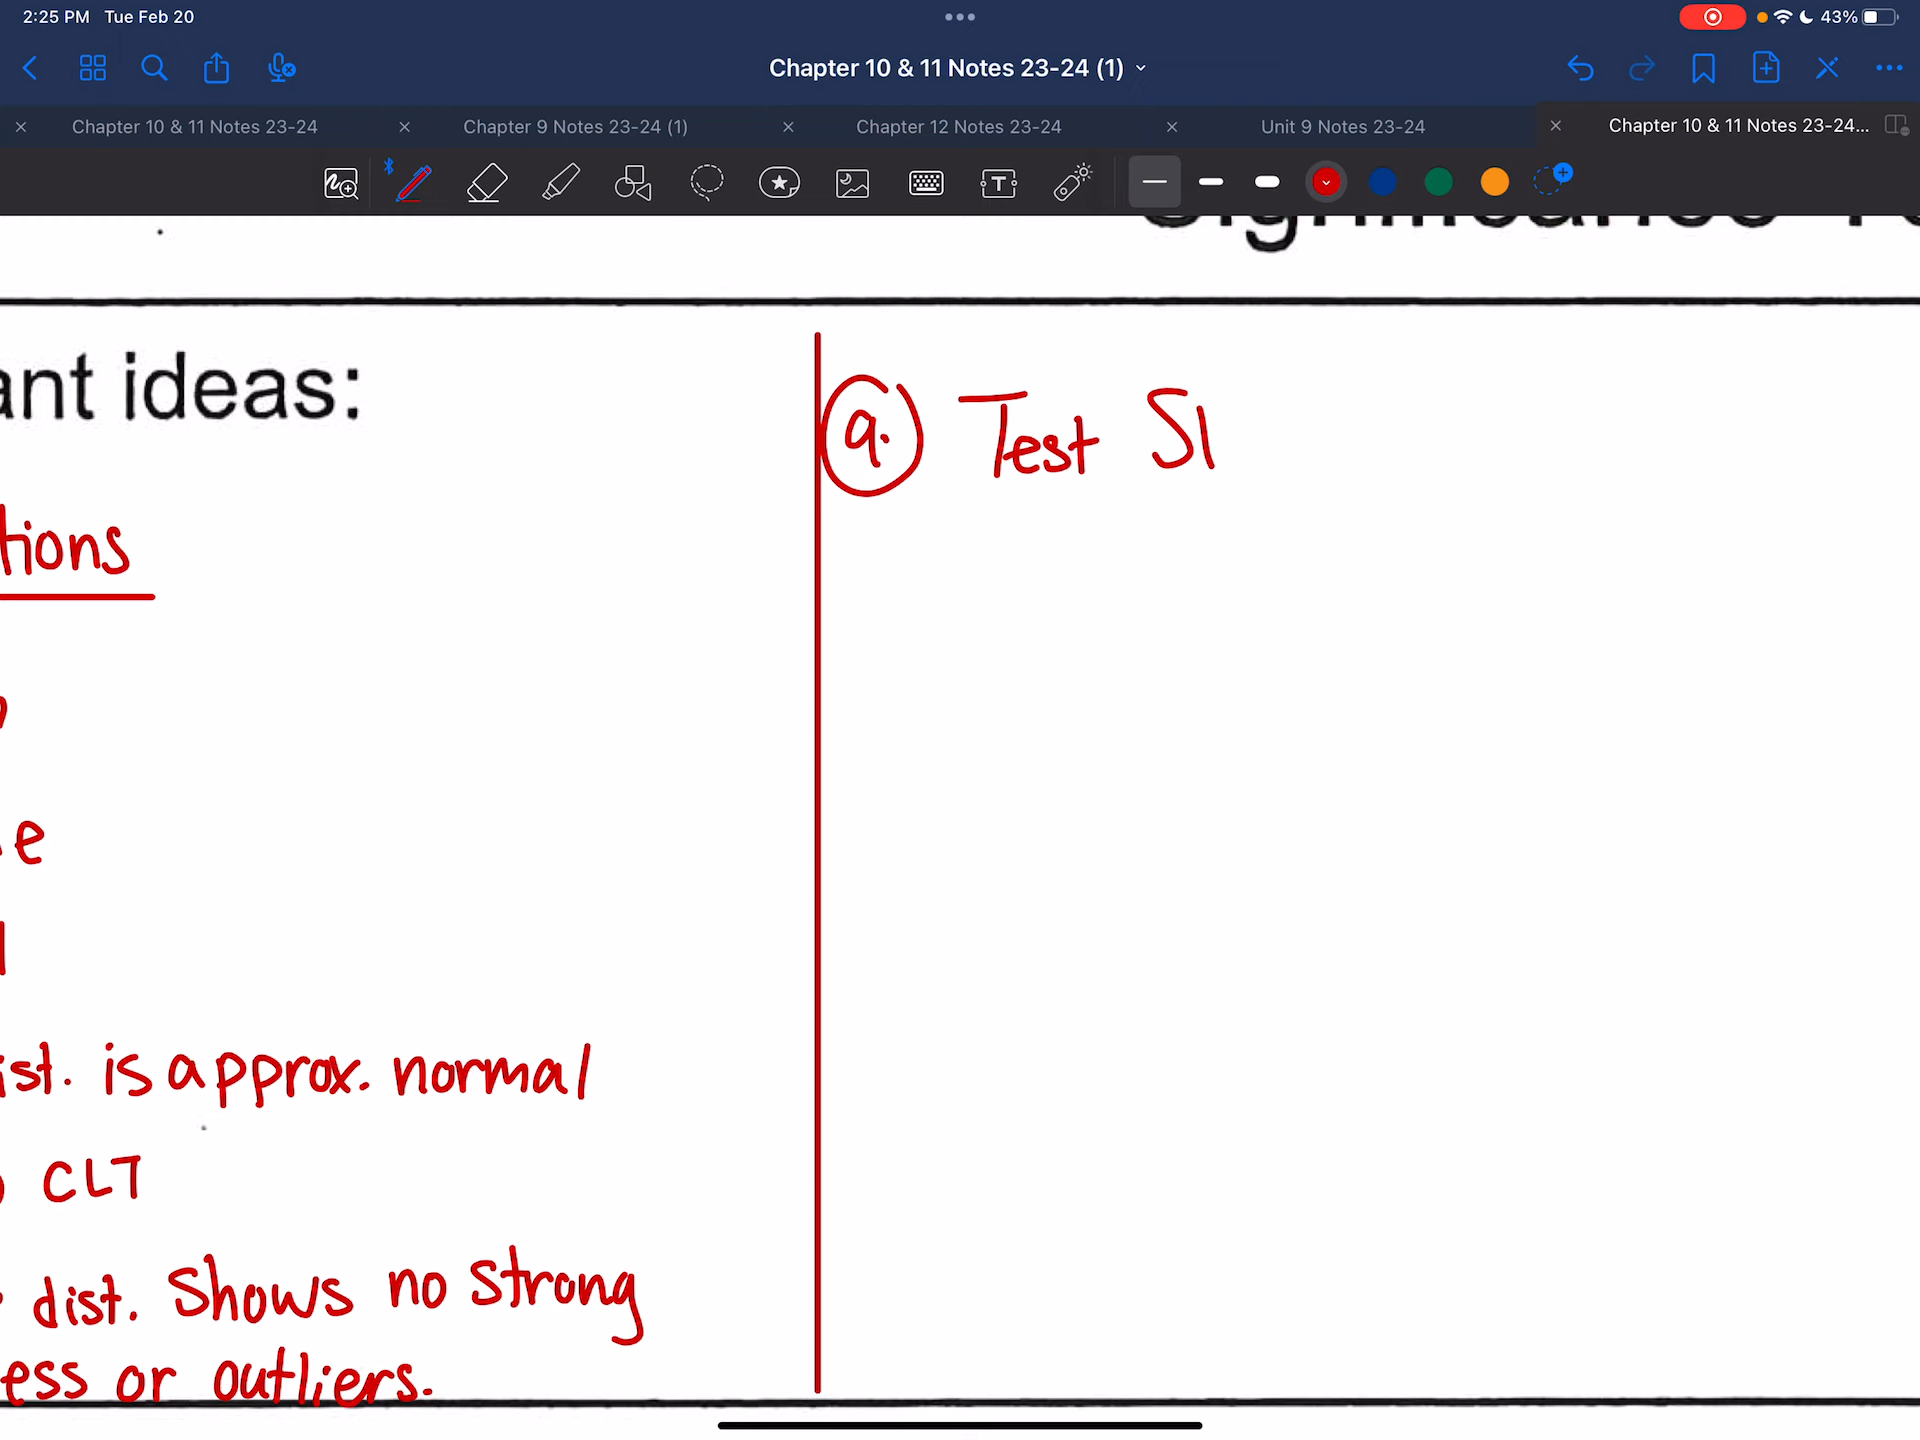 2:25 PM Tue Feb 20
43%
Chapter 10 & 11 Notes 23-24 (1)
Chapter 10 & 11 Notes 23-24
Chapter 9 Notes 23-24 (1)
Chapter 12 Notes 23-24
Unit 9 Notes 23-24
Chapter 10 & 11 Notes 23-24...
ant ideas:
tions
e
ist. is approx. normal
CLT
dist. Shows no strong
ess or outliers.
a. Test St